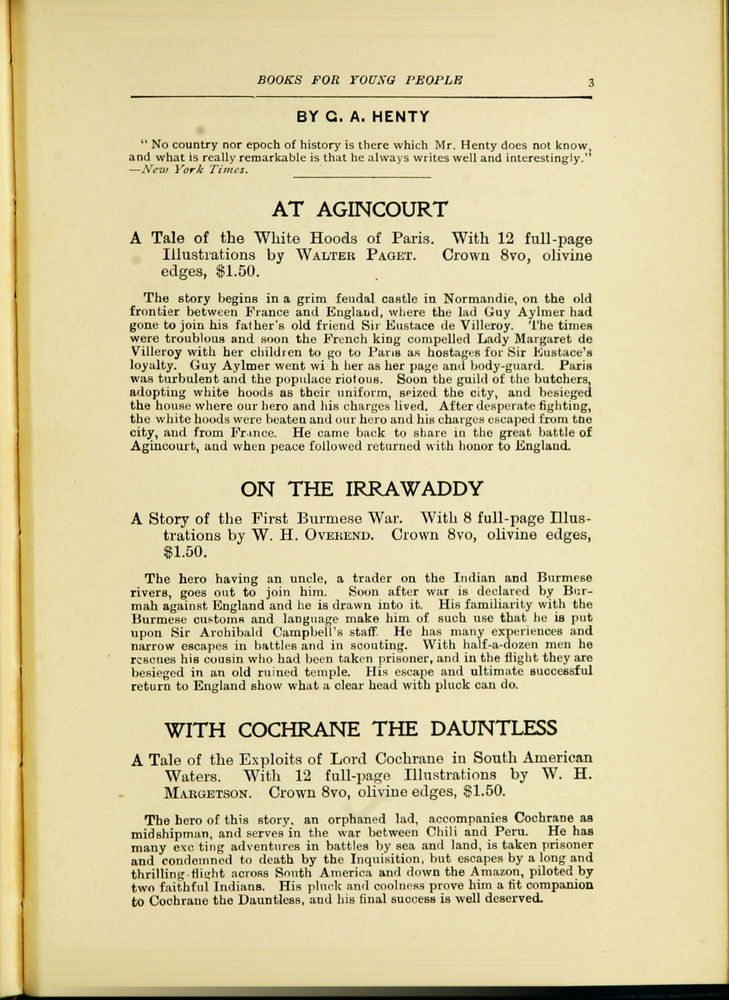 BOOKS FOR YOUNG PEOPLE 3
BY G. A. HENTY
" No country nor epoch of history is there which Mr. Henty does not know,
and what is really remarkable is that he always writes well and interestingly."
—New York Times.
AT AGINCOURT
A Tale of the White Hoods of Paris. With 12 full-page
Illustrations by WALTER PAGET. Crown 8vo, olivine
edges, $1.50.
The story begins in a grim feudal castle in Normandie, on the old
frontier between France and England, where the lad Guy Aylmer had
gone to join his father's old friend Sir Eustace de Villeroy. The times
were troublous and soon the French king compelled Lady Margaret de
Villeroy with her children to go to Paris as hostages for Sir Eustace's
loyalty. Guy Aylmer went wi h her as her page and body-guard. Paris
was turbulent and the populace riotous. Soon the guild of the butchers,
adopting white hoods as their uniform, seized the city, and besieged
the house where our hero and his charges lived. After desperate fighting,
the white hoods were beaten and our hero and his charges escaped from the
city, and from France. He came back to share in the great battle of
Agincourt, and when peace followed returned with honor to England.
ON THE IRRAWADDY
A Story of the First Burmese War. With 8 full-page Illus-
trations by W. H. OVEREND. Crown 8vo, olivine edges,
$1.50.
The hero having an uncle, a trader on the Indian and Burmese
rivers, goes out to join him. Soon after war is declared by Bur-
mah against England and he is drawn into it. His familiarity with the
Burmese customs and language make him of such use that he is put
upon Sir Archibald Campbell's staff. He has many experiences and
narrow escapes in battles and in scouting. With half-a-dozen men he
rescues his cousin who had been taken prisoner, and in the flight they are
besieged in an old ruined temple. His escape and ultimate successful
return to England show what a clear head with pluck can do.
WITH COCHRANE THE DAUNTLESS
A Tale of the Exploits of Lord Cochrane in South American
Waters. With 12 full-page Illustrations by W. H.
MARGETSON. Crown 8vo, olivine edges, $1.50.
The hero of this story, an orphaned lad, accompanies Cochrane as
midshipman, and serves in the war between Chili and Peru. He has
many exc ting adventures in battles by sea and land, is taken prisoner
and condemned to death by the Inquisition, but escapes by a long and
thrilling flight across South America and down the Amazon, piloted by
two faithful Indians. His pluck and coolness prove him a fit companion
to Cochrane the Dauntless, and his final success is well deserved.